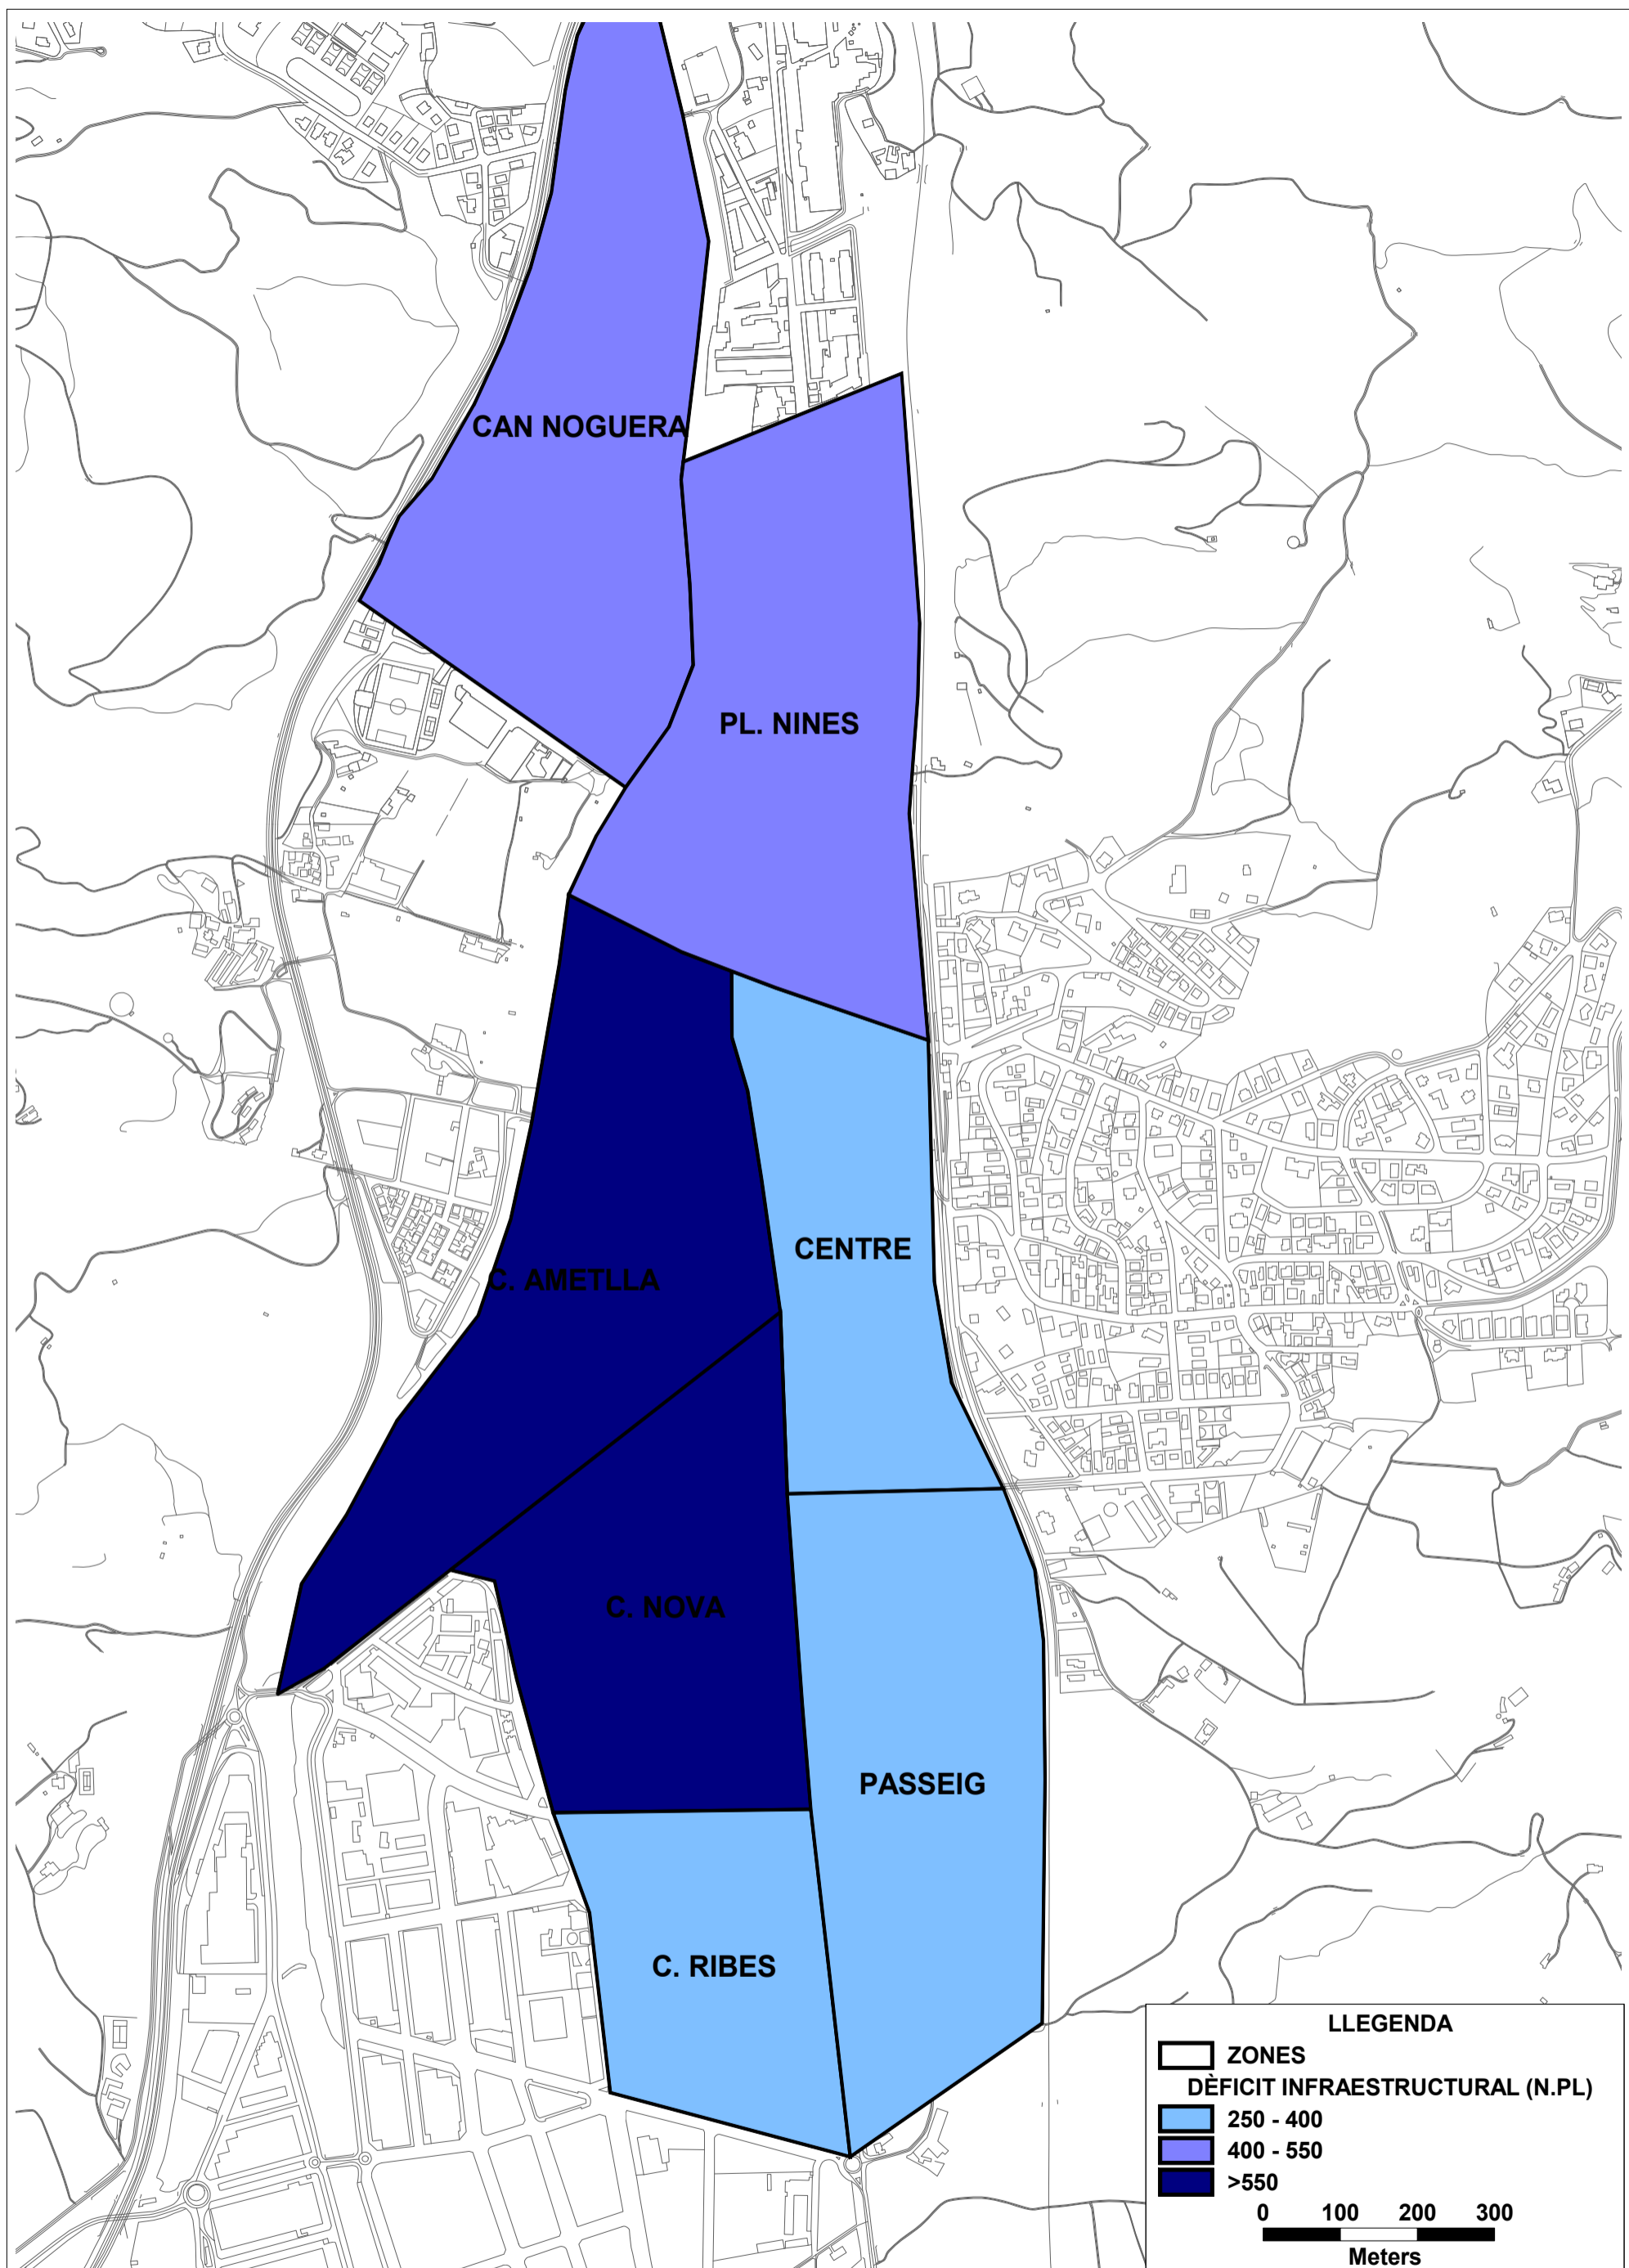 CAN NOGUERA
PL. NINES
CENTRE
C. AMETLLA
C. NOVA
PASSEIG
C. RIBES
LLEGENDA
ZONES
DÈFICIT INFRAESTRUCTURAL (N.PL)
250 - 400
400 - 550
>550
0 100 200 300
Meters